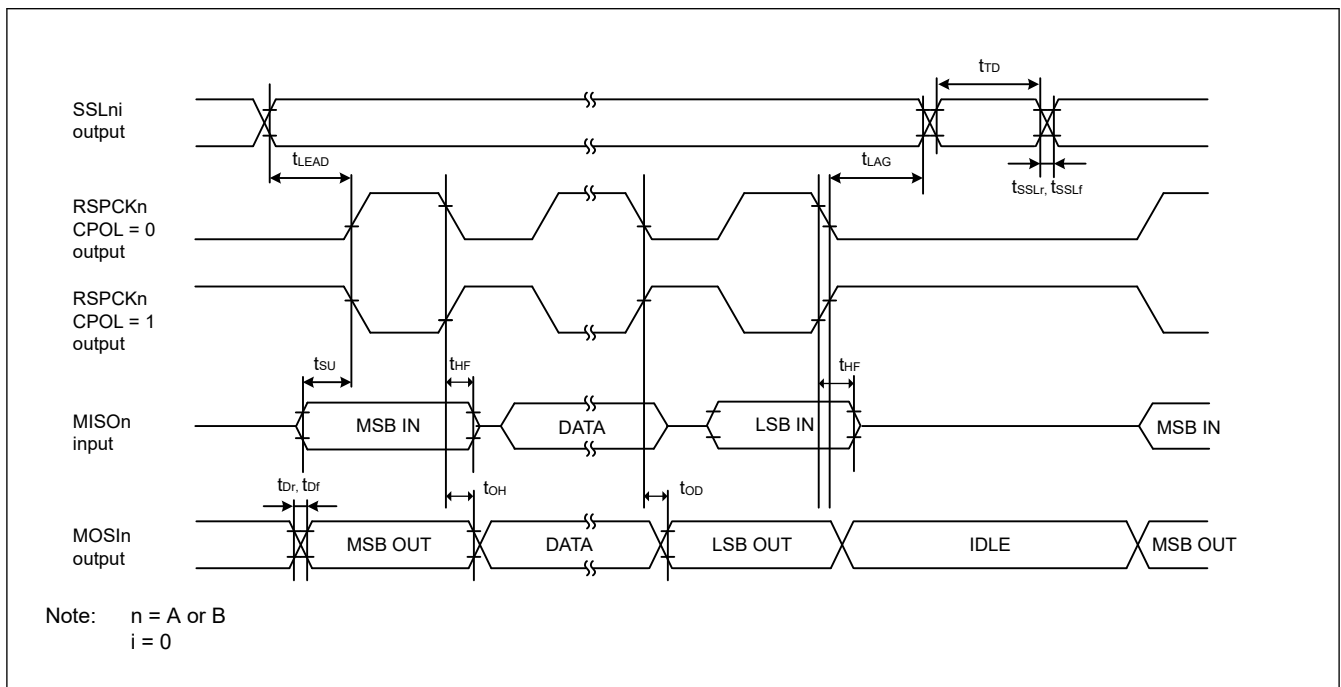 tTD
SSLni
output
tLEAD
tLAG
tSSLr, tSSLf
RSPCKn
CPOL = 0
output
RSPCKn
CPOL = 1
output
tSU
tHF
tHF
MISOn
input
MSB IN
DATA
LSB IN
MSB IN
tDr, tDf
tOH
tOD
MOSIn
output
MSB OUT
DATA
LSB OUT
IDLE
MSB OUT
Note: n = A or B
i = 0